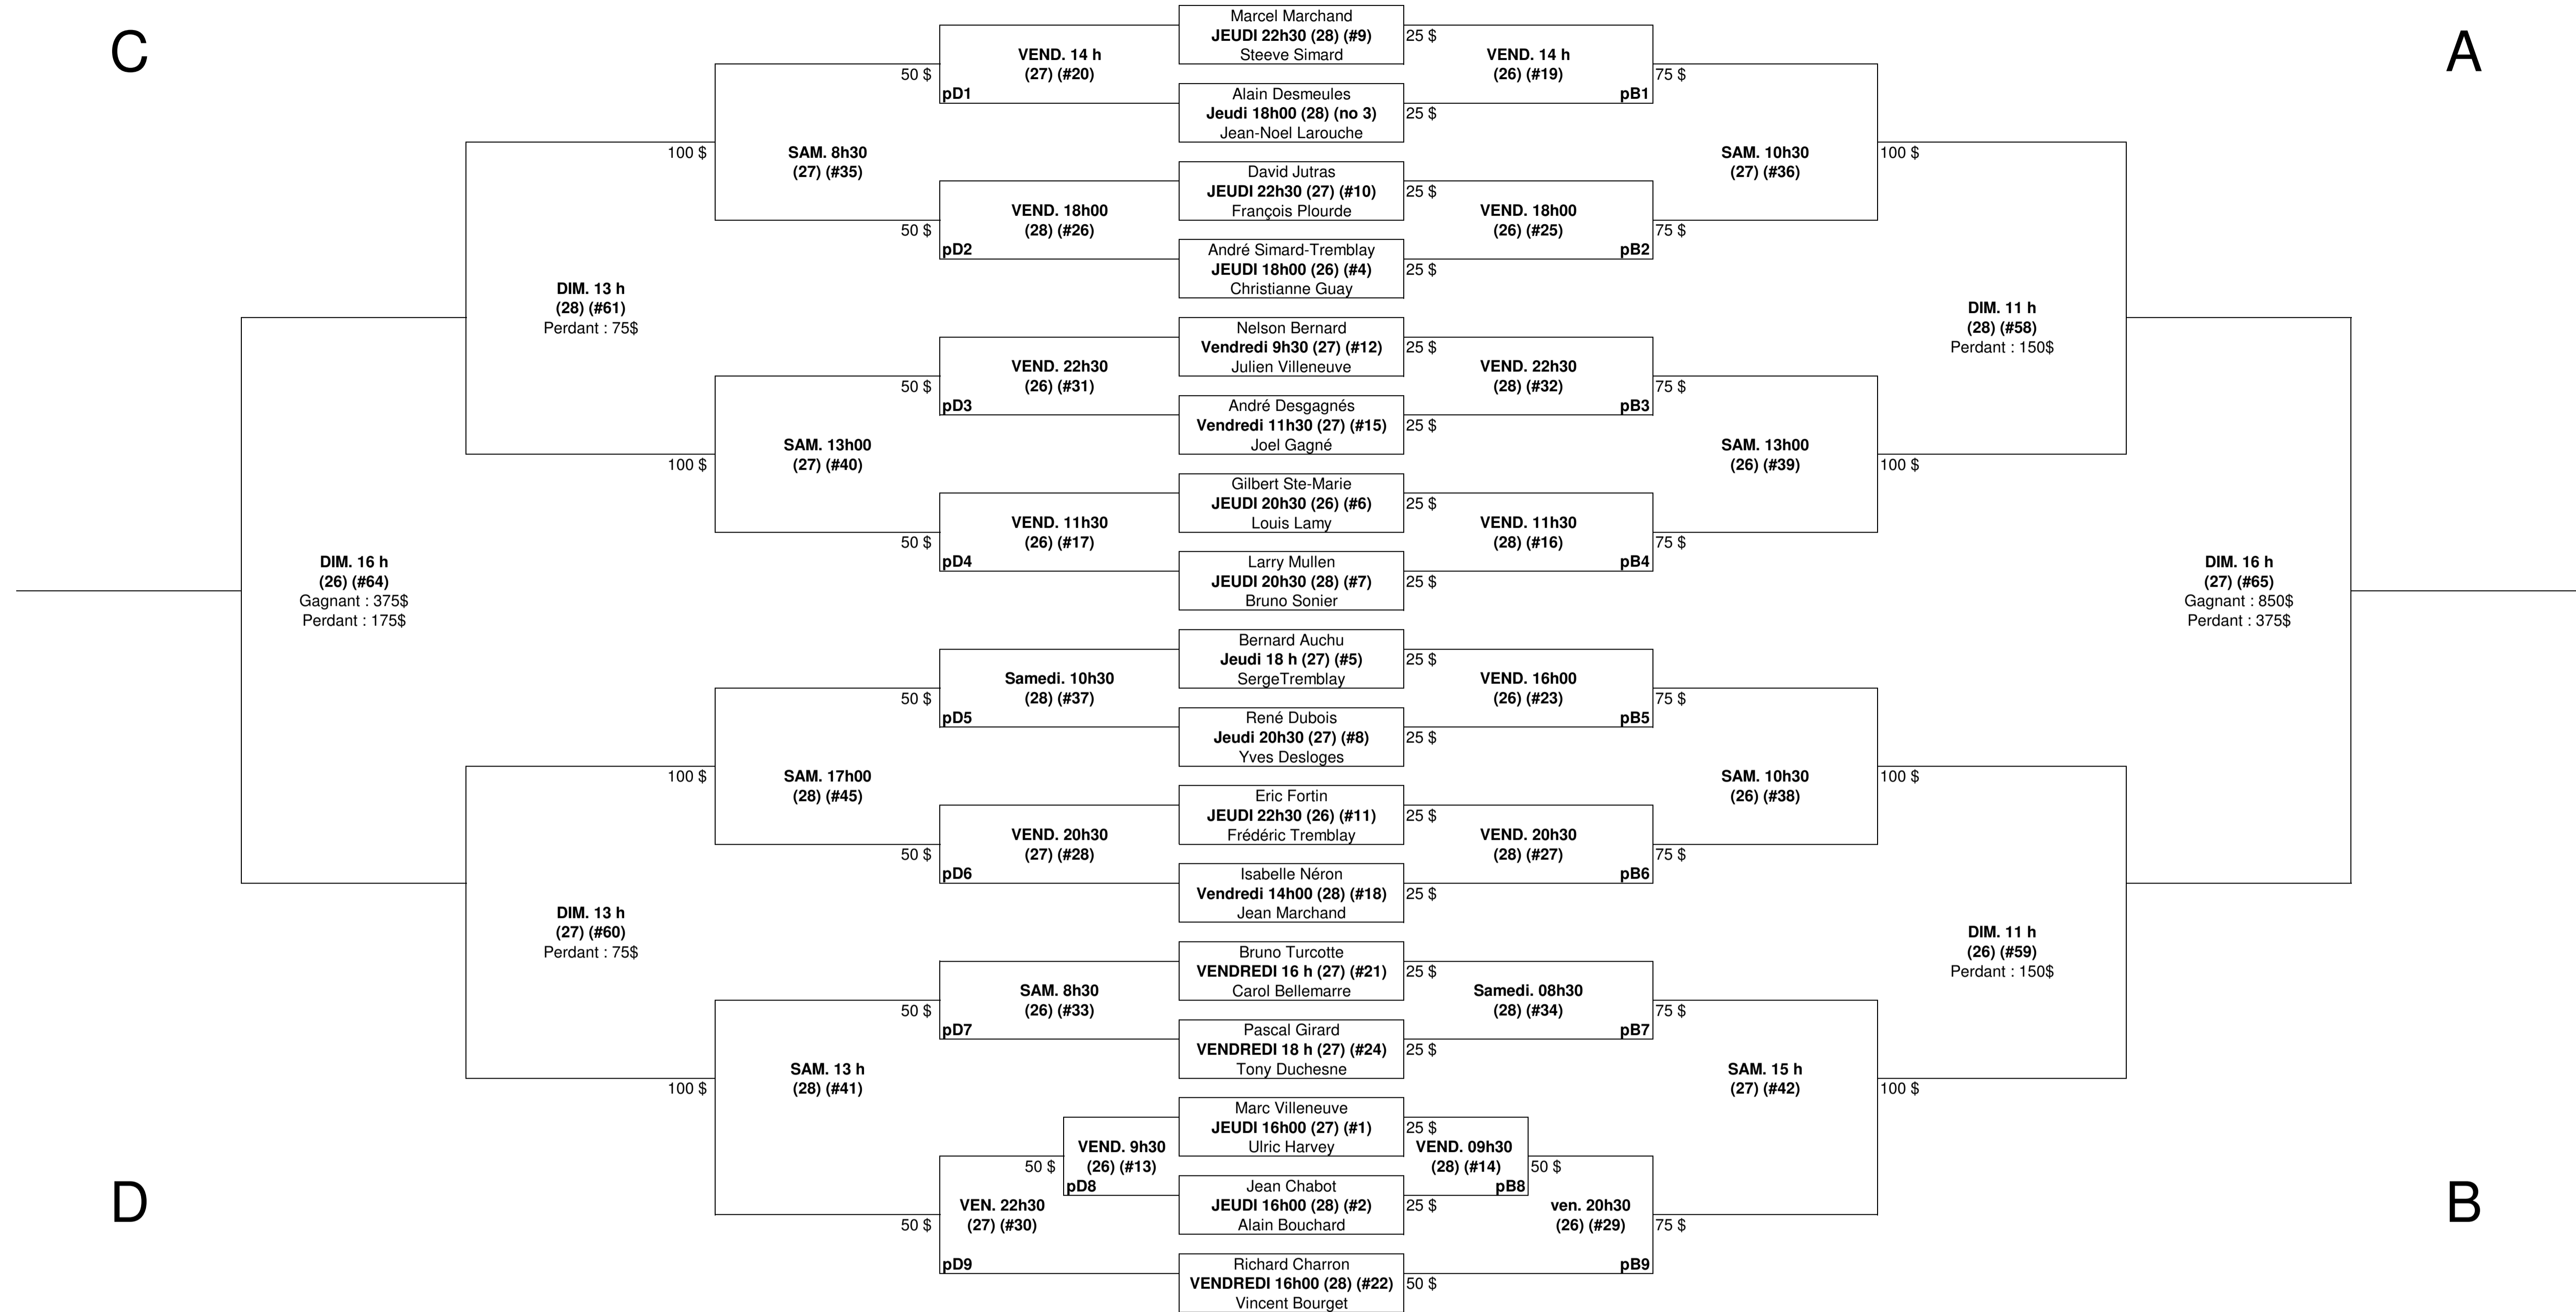 C
A
Marcel Marchand
JEUDI 22h30 (28) (#9)
Steeve Simard
25 $
VEND. 14 h
(27) (#20)
50 $
pD1
VEND. 14 h
(26) (#19)
75 $
pB1
Alain Desmeules
Jeudi 18h00 (28) (no 3)
Jean-Noel Larouche
25 $
SAM. 8h30
(27) (#35)
100 $
SAM. 10h30
(27) (#36)
100 $
David Jutras
JEUDI 22h30 (27) (#10)
François Plourde
25 $
VEND. 18h00
(28) (#26)
50 $
pD2
VEND. 18h00
(26) (#25)
75 $
pB2
André Simard-Tremblay
JEUDI 18h00 (26) (#4)
Christianne Guay
25 $
DIM. 13 h
(28) (#61)
Perdant : 75$
DIM. 11 h
(28) (#58)
Perdant : 150$
Nelson Bernard
Vendredi 9h30 (27) (#12)
Julien Villeneuve
25 $
VEND. 22h30
(26) (#31)
50 $
pD3
VEND. 22h30
(28) (#32)
75 $
pB3
André Desgagnés
Vendredi 11h30 (27) (#15)
Joel Gagné
25 $
SAM. 13h00
(27) (#40)
100 $
SAM. 13h00
(26) (#39)
100 $
Gilbert Ste-Marie
JEUDI 20h30 (26) (#6)
Louis Lamy
25 $
VEND. 11h30
(26) (#17)
50 $
pD4
VEND. 11h30
(28) (#16)
75 $
pB4
Larry Mullen
JEUDI 20h30 (28) (#7)
Bruno Sonier
25 $
DIM. 16 h
(26) (#64)
Gagnant : 375$
Perdant : 175$
DIM. 16 h
(27) (#65)
Gagnant : 850$
Perdant : 375$
Bernard Auchu
Jeudi 18 h (27) (#5)
SergeTremblay
25 $
Samedi. 10h30
(28) (#37)
50 $
pD5
VEND. 16h00
(26) (#23)
75 $
pB5
René Dubois
Jeudi 20h30 (27) (#8)
Yves Desloges
25 $
SAM. 17h00
(28) (#45)
100 $
SAM. 10h30
(26) (#38)
100 $
Eric Fortin
JEUDI 22h30 (26) (#11)
Frédéric Tremblay
25 $
VEND. 20h30
(27) (#28)
50 $
pD6
VEND. 20h30
(28) (#27)
75 $
pB6
Isabelle Néron
Vendredi 14h00 (28) (#18)
Jean Marchand
25 $
DIM. 13 h
(27) (#60)
Perdant : 75$
DIM. 11 h
(26) (#59)
Perdant : 150$
Bruno Turcotte
VENDREDI 16 h (27) (#21)
Carol Bellemarre
25 $
SAM. 8h30
(26) (#33)
50 $
pD7
Samedi. 08h30
(28) (#34)
75 $
pB7
Pascal Girard
VENDREDI 18 h (27) (#24)
Tony Duchesne
25 $
SAM. 13 h
(28) (#41)
100 $
SAM. 15 h
(27) (#42)
100 $
Marc Villeneuve
JEUDI 16h00 (27) (#1)
Ulric Harvey
25 $
VEND. 9h30
(26) (#13)
50 $
pD8
VEND. 09h30
(28) (#14)
50 $
pB8
Jean Chabot
JEUDI 16h00 (28) (#2)
Alain Bouchard
25 $
VEN. 22h30
(27) (#30)
50 $
pD9
ven. 20h30
(26) (#29)
75 $
pB9
Richard Charron
VENDREDI 16h00 (28) (#22)
Vincent Bourget
50 $
D
B